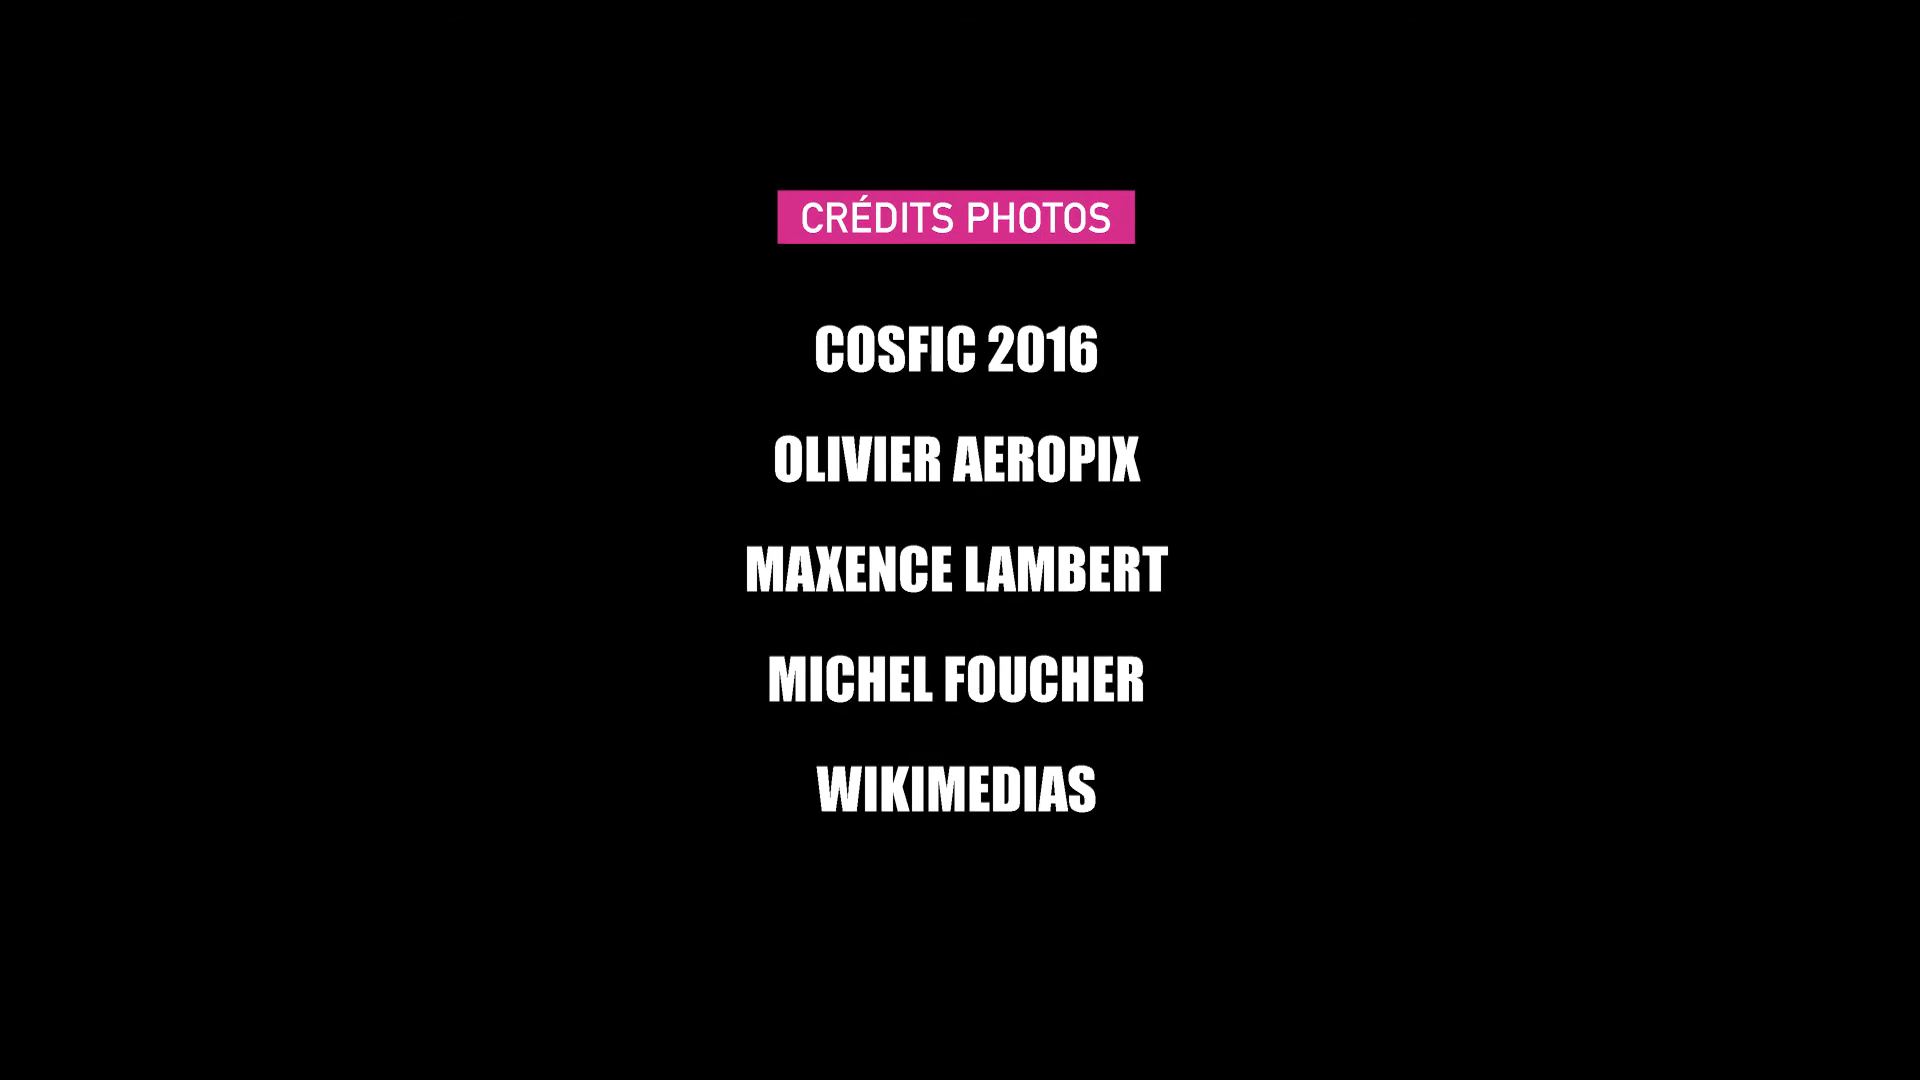 CRÉDITS PHOTOS
COSFIC 2016
OLIVIER AEROPIX
MAXENCE LAMBERT
MICHEL FOUCHER
WIKIMEDIAS